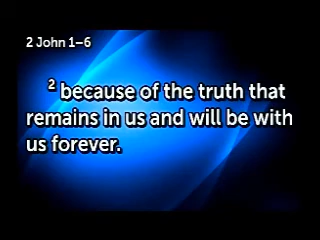 2 John 1–6
2 because of the truth that
remains in us and will be with
us forever.